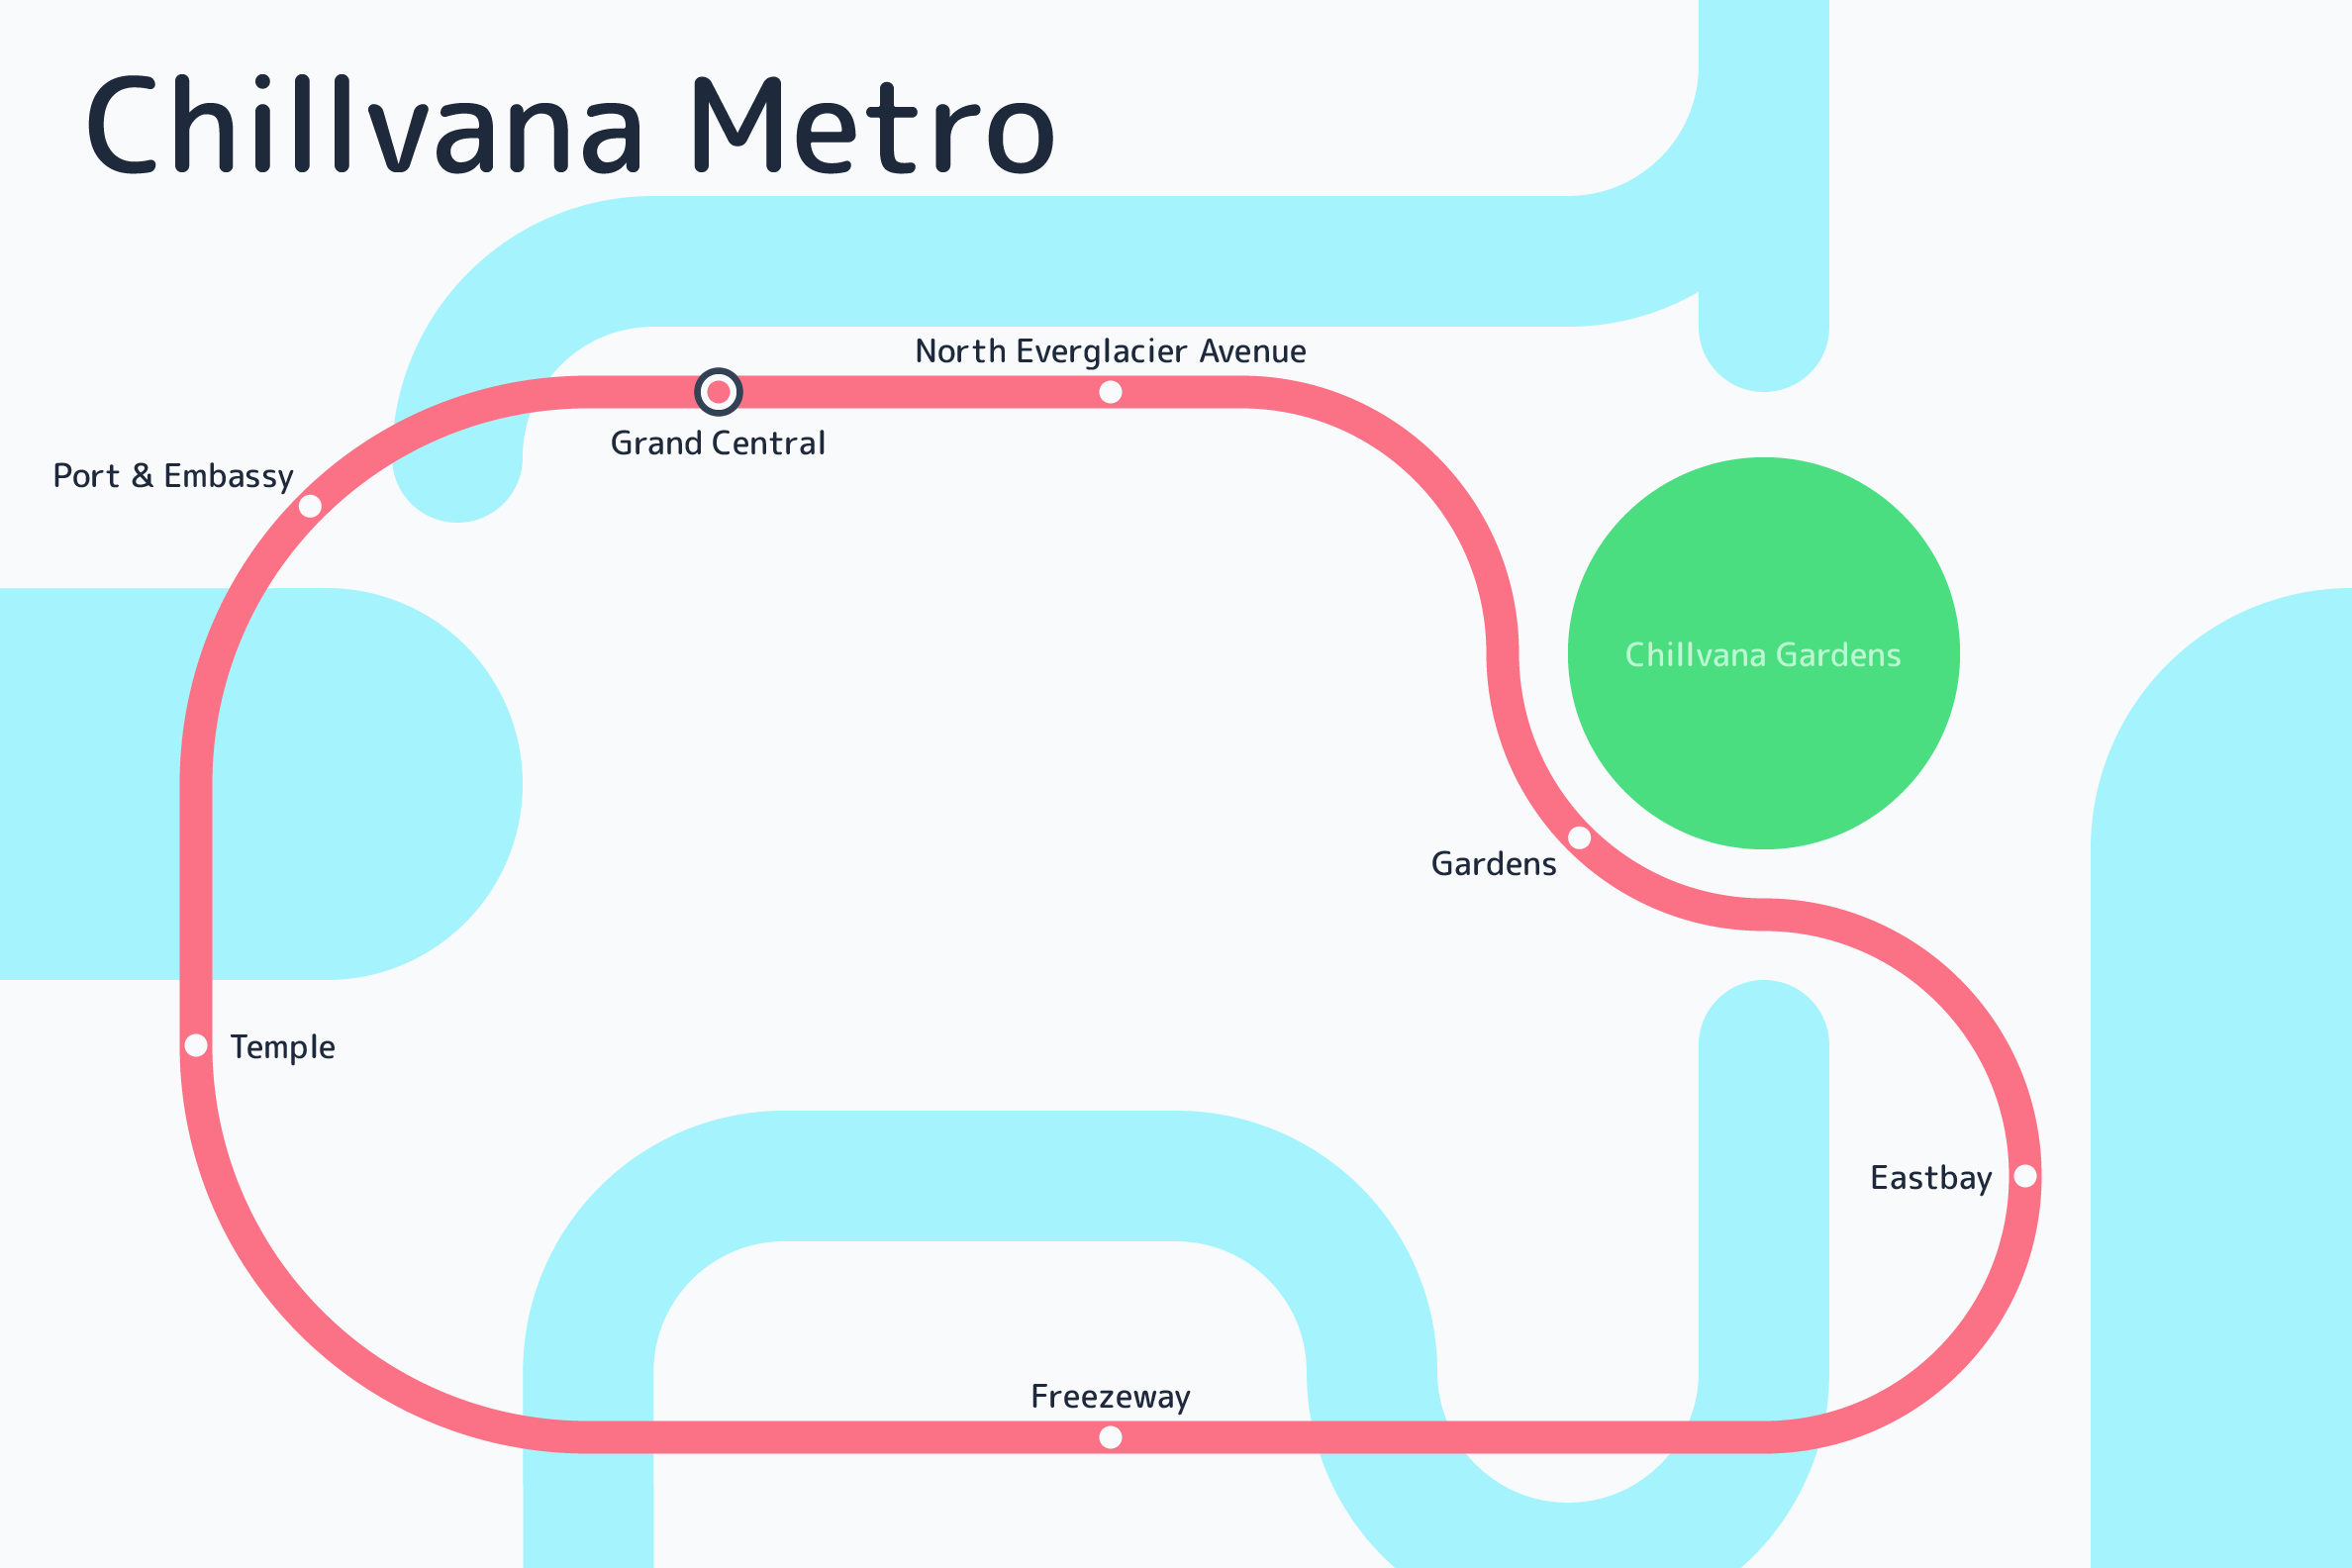 Chillvana Metro
North Everglacier Avenue
Grand Central
Port & Embassy
Chillvana Gardens
Gardens
Temple
Eastbay
Freezeway